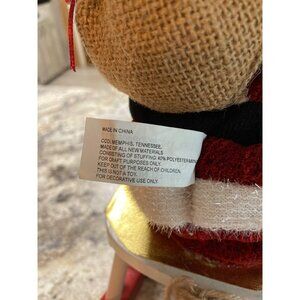 MADE IN CHINA
CCD, MEMPHIS, TENNESSEE.
MADE OF ALL NEW MATERIALS
CONSISTING OF STUFFING 40% POLYESTER
FOR CRAFT PURPOSES ONLY.
KEEP OUT OF THE REACH OF CHILDREN.
THIS IS NOT A TOY.
FOR DECORATIVE USE ONLY.